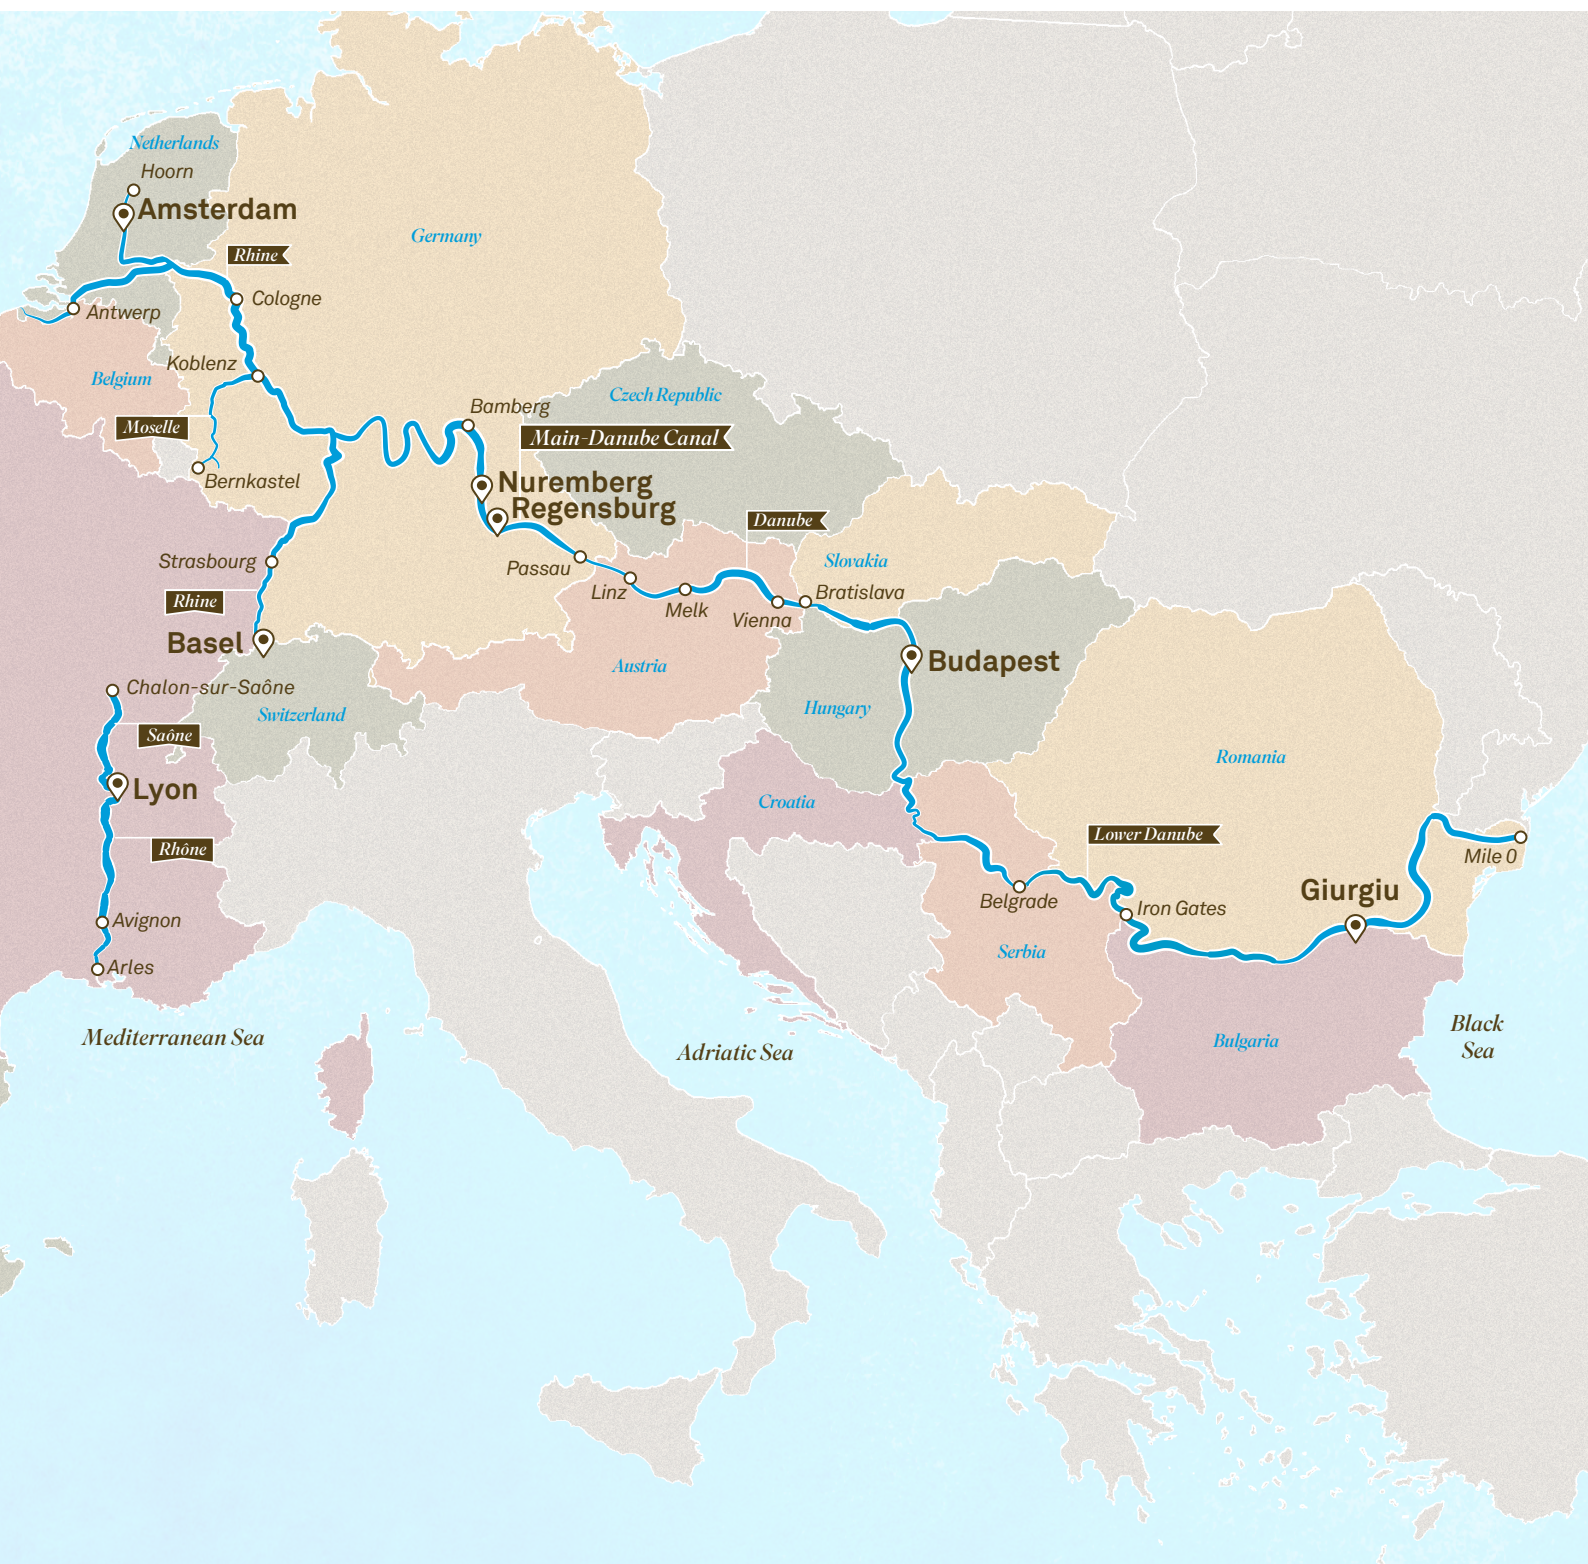 Netherlands
Hoorn
Amsterdam
Germany
Rhine
Cologne
Antwerp
Koblenz
Belgium
Czech Republic
Bamberg
Moselle
Main-Danube Canal
Bernkastel
Nuremberg
Regensburg
Danube
Strasbourg
Passau
Slovakia
Linz
Bratislava
Rhine
Melk
Vienna
Basel
Austria
Budapest
Chalon-sur-Saône
Switzerland
Hungary
Saône
Romania
Lyon
Croatia
Lower Danube
Rhône
Mile 0
Giurgiu
Belgrade
Iron Gates
Avignon
Serbia
Arles
Mediterranean Sea
Adriatic Sea
Bulgaria
Black
Sea